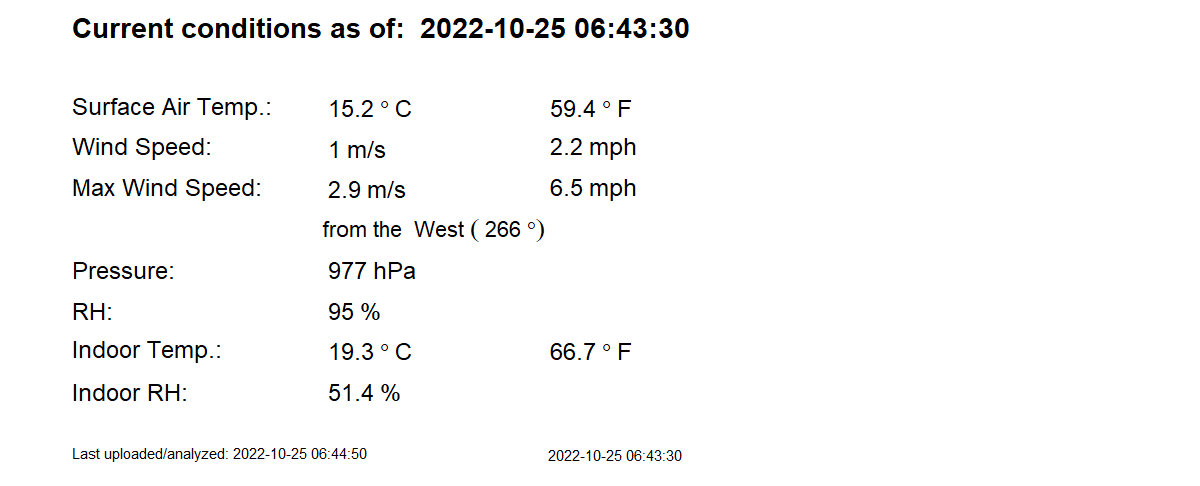 Current conditions as of:  2022-10-25 06:43:30
Surface Air Temp.: 15.2 ° C 59.4 ° F
Wind Speed: 1 m/s 2.2 mph
Max Wind Speed: 2.9 m/s 6.5 mph
from the  West ( 266 °)
Pressure: 977 hPa
RH: 95 %
Indoor Temp.: 19.3 ° C 66.7 ° F
Indoor RH: 51.4 %
Last uploaded/analyzed: 2022-10-25 06:44:50 2022-10-25 06:43:30